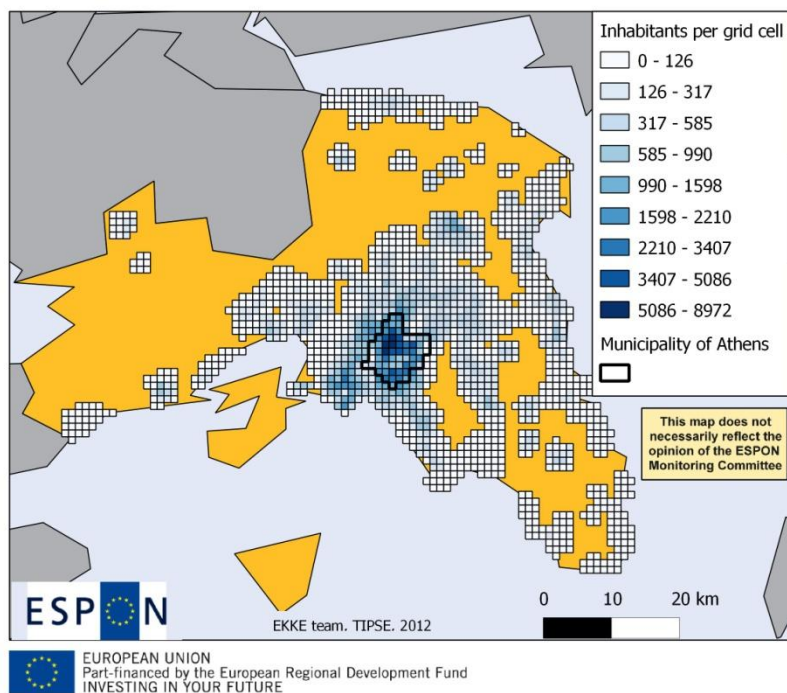 Inhabitants per grid cell
0 - 126
126 - 317
317 - 585
585 - 990
990 - 1598
1598 - 2210
2210 - 3407
3407 - 5086
5086 - 8972
Municipality of Athens
This map does not
necessarily reflect the
opinion of the ESPON
Monitoring Committee
ESPON
EKKE team. TIPSE. 2012
0 10 20 km
EUROPEAN UNION
Part-financed by the European Regional Development Fund
INVESTING IN YOUR FUTURE